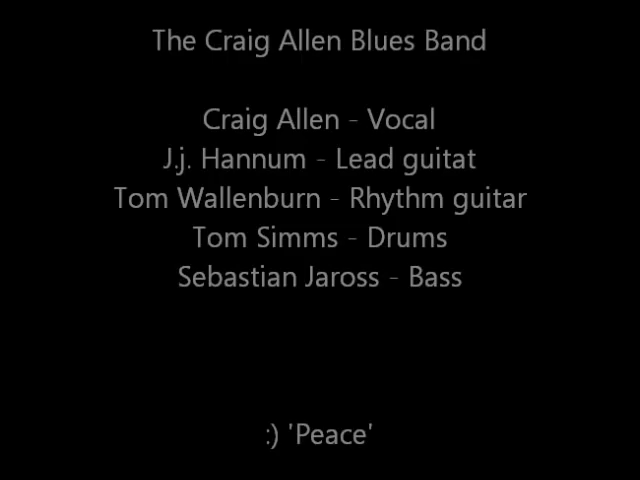 The Craig Allen Blues Band
Craig Allen - Vocal
J.j. Hannum - Lead guitat
Tom Wallenburn - Rhythm guitar
Tom Simms - Drums
Sebastian Jaross - Bass
:) 'Peace'